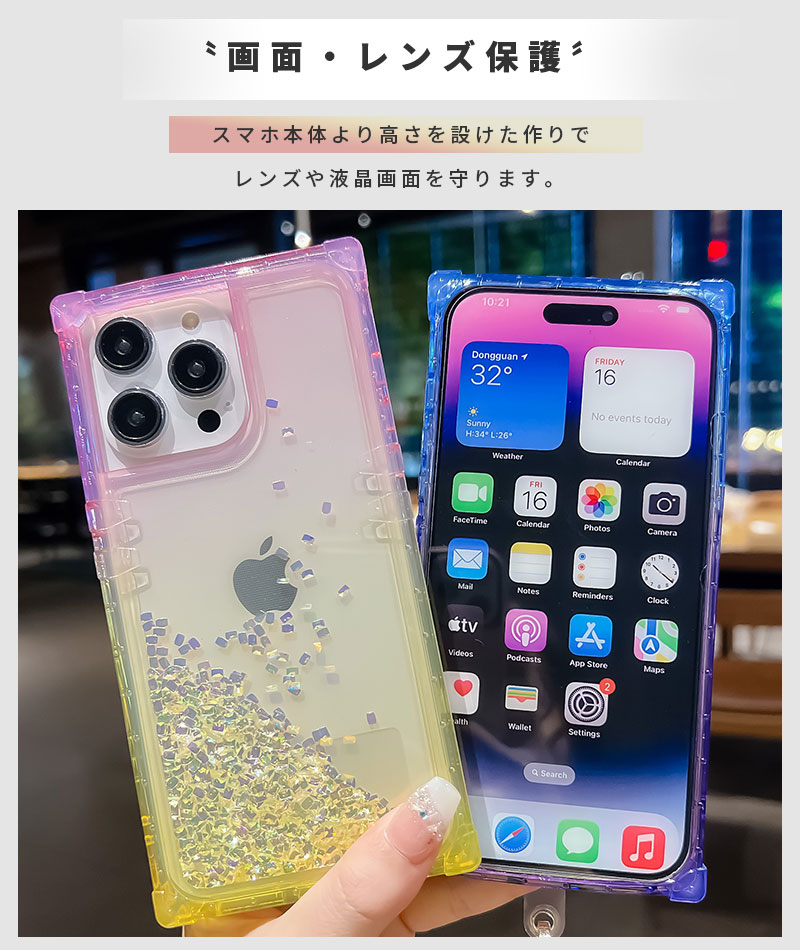 〝画面・レンズ保護〞
スマホ本体より高さを設けた作りで
レンズや液晶画面を守ります。
10:21
Dongguan
32°
Sunny
H:34° L:26°
Weather
FRIDAY
16
No events today
Calendar
FRI
16
FaceTime
Calendar
Photos
Camera
Mail
Notes
Reminders
Clock
tv
Videos
Podcasts
App Store
Maps
ealth
Wallet
2
Settings
Search